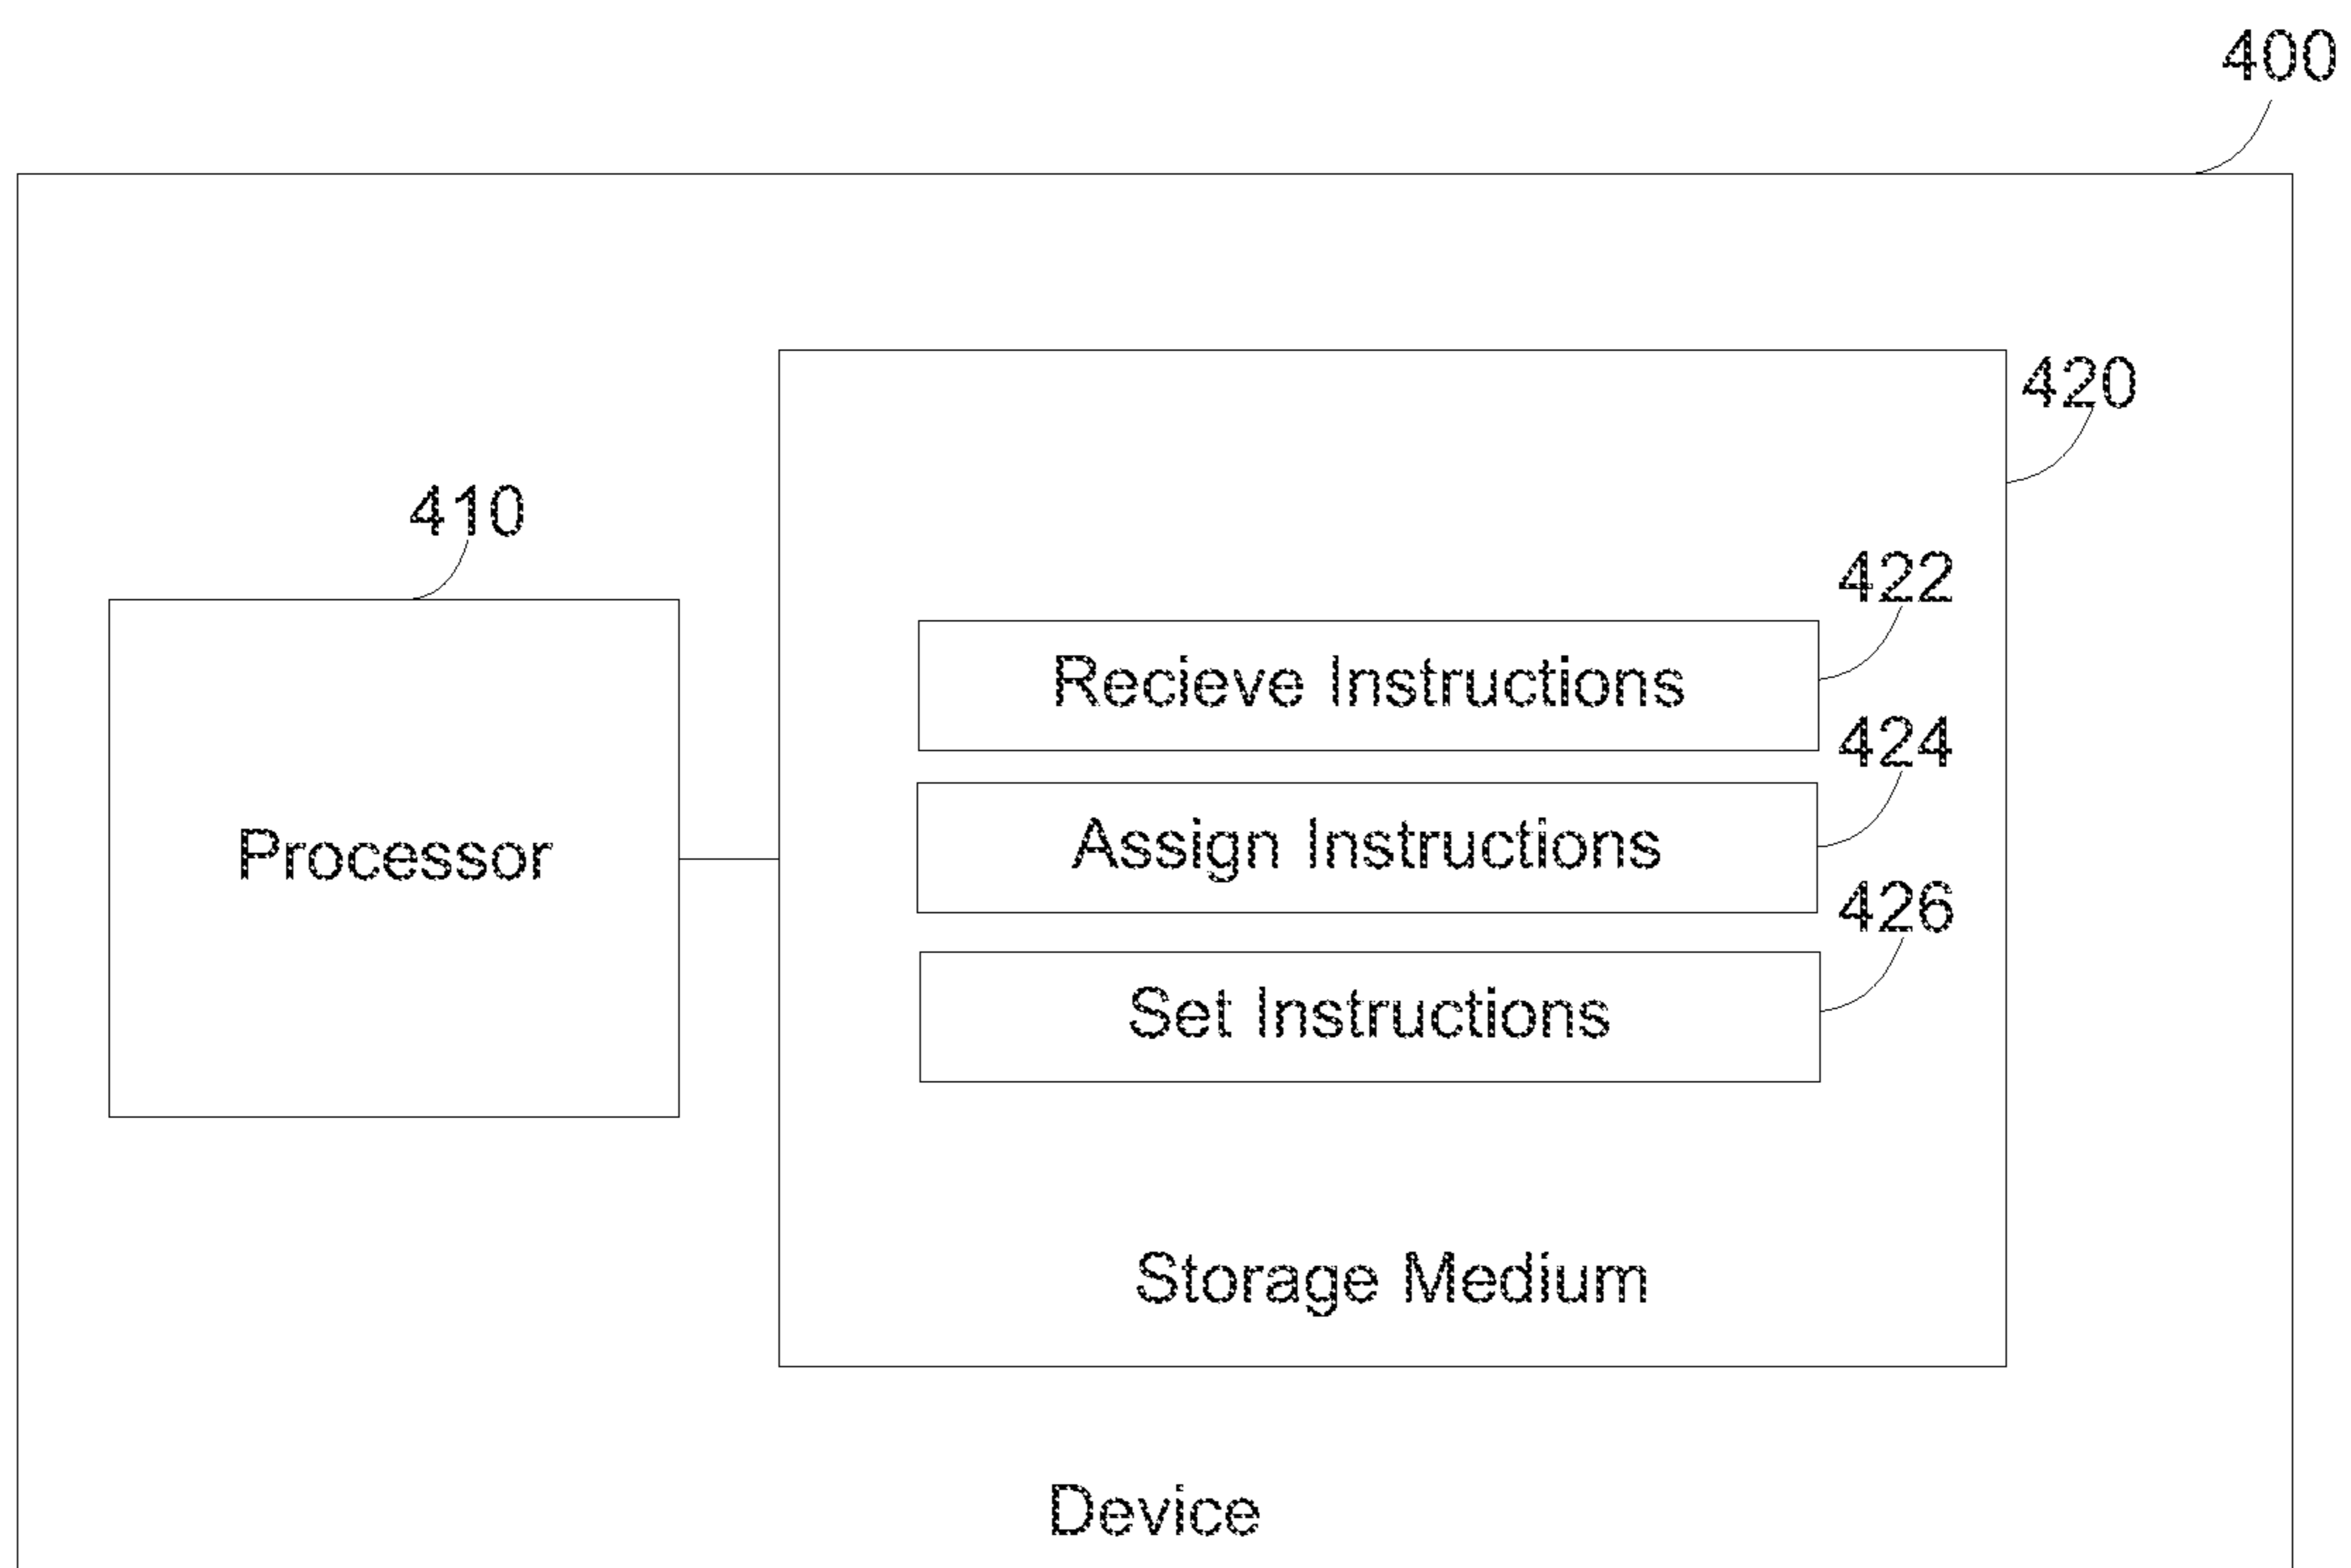 400
420
410
422
Recieve Instructions
424
Assign Instructions
Processor
426
Set Instructions
Storage Medium
Device